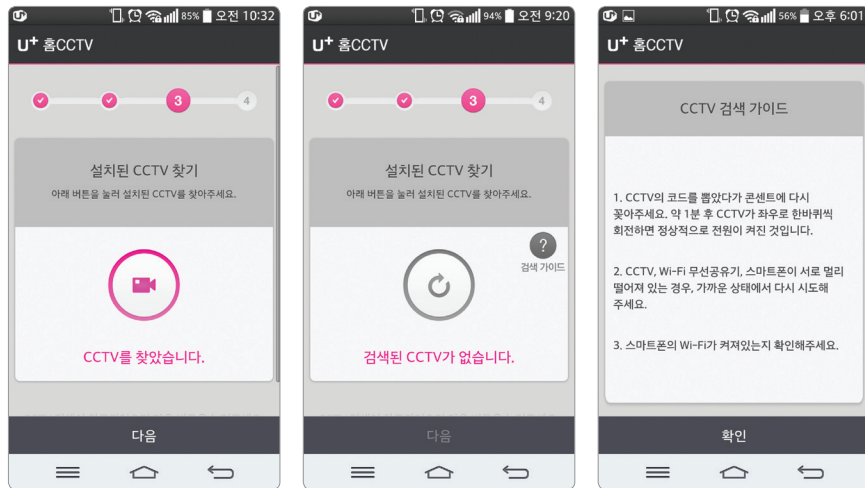 85% 오전 10:32
U+ 홈CCTV
3
4
설치된 CCTV 찾기
아래 버튼을 눌러 설치된 CCTV를 찾아주세요.
CCTV를 찾았습니다.
다음
94% 오전 9:20
U+ 홈CCTV
3
4
설치된 CCTV 찾기
아래 버튼을 눌러 설치된 CCTV를 찾아주세요.
?
검색 가이드
검색된 CCTV가 없습니다.
다음
56% 오후 6:01
U+ 홈CCTV
CCTV 검색 가이드
1. CCTV의 코드를 뽑았다가 콘센트에 다시
꽂아주세요. 약 1분 후 CCTV가 좌우로 한바퀴씩
회전하면 정상적으로 전원이 켜진 것입니다.
2. CCTV, Wi-Fi 무선공유기, 스마트폰이 서로 멀리
떨어져 있는 경우, 가까운 상태에서 다시 시도해
주세요.
3. 스마트폰의 Wi-Fi가 켜져있는지 확인해주세요.
확인